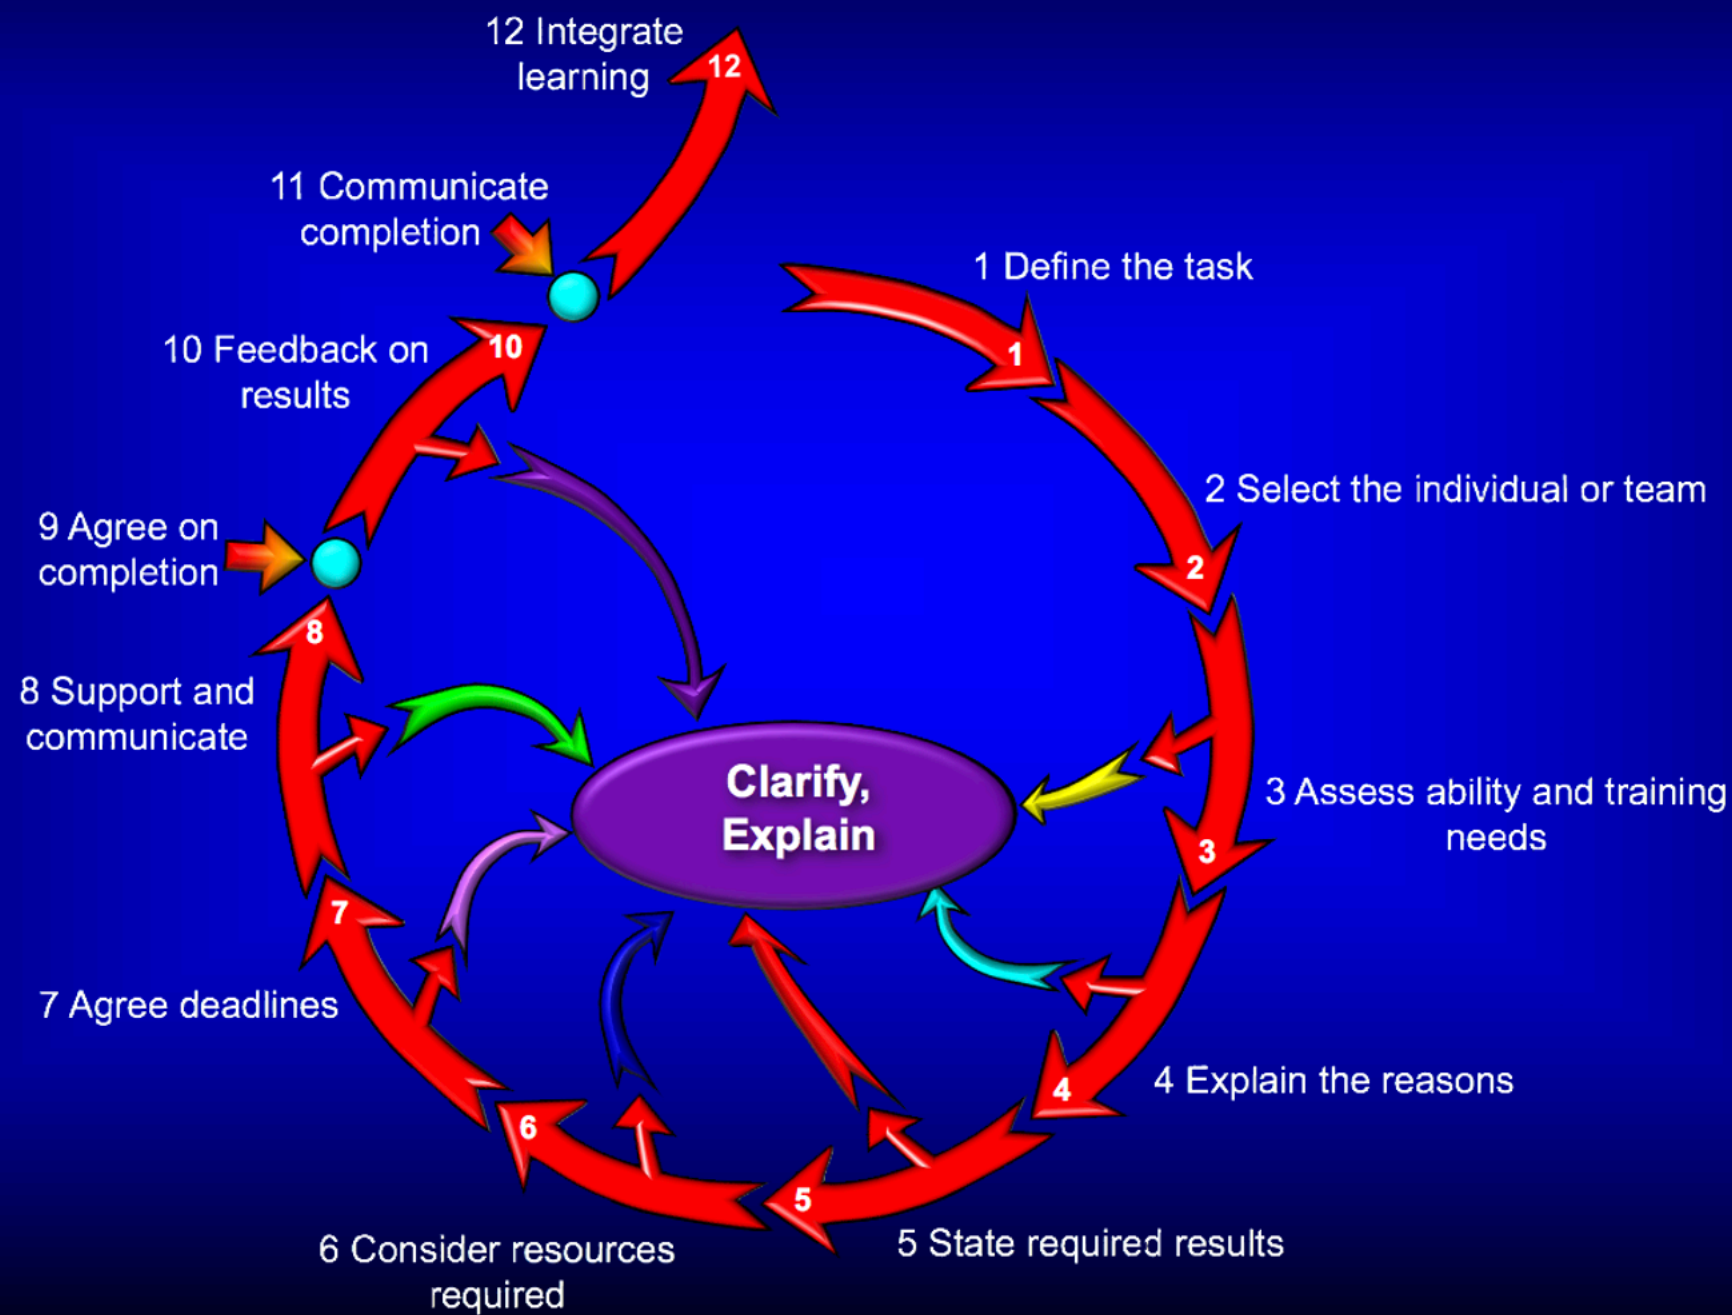 12 Integrate
learning
12
11 Communicate
completion
1 Define the task
1
10 Feedback on
results
10
2 Select the individual or team
2
9 Agree on
completion
8
8 Support and
communicate
Clarify,
Explain
3 Assess ability and training
needs
3
7
7 Agree deadlines
4 Explain the reasons
4
6
5
5 State required results
6 Consider resources
required